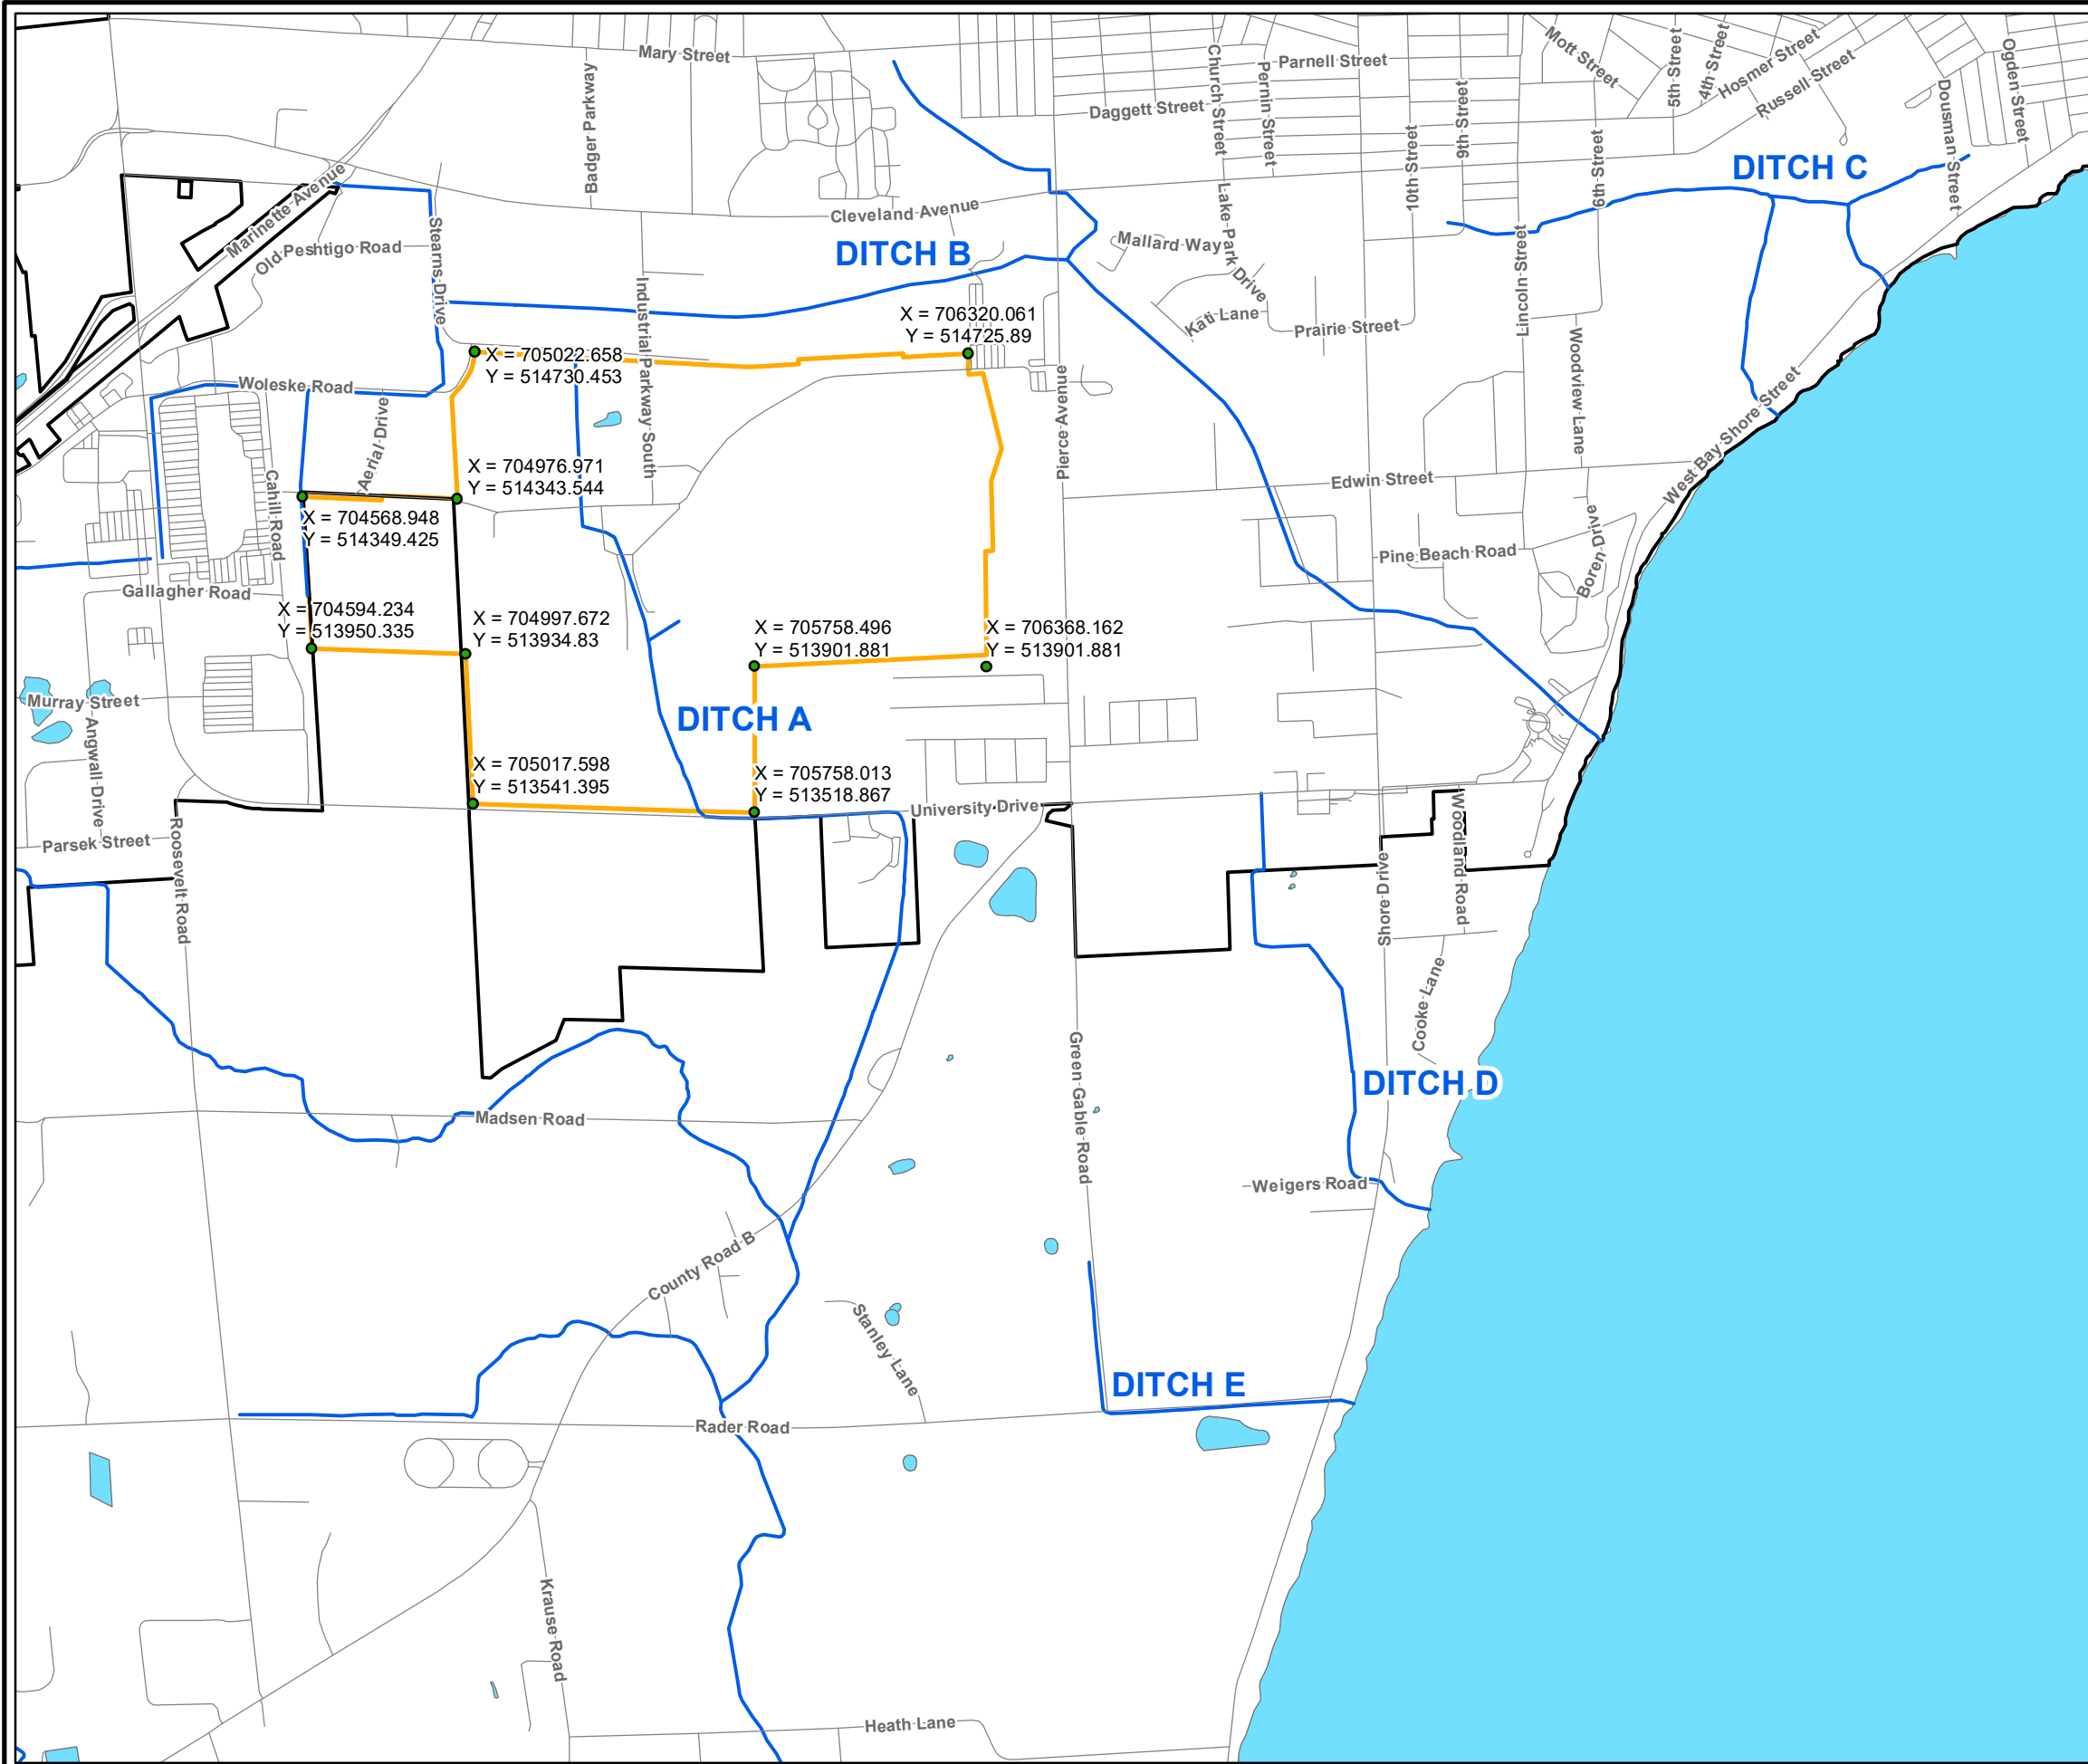 Mary Street
Badger Parkway
Church Street
Pernin Street
Parnell Street
Daggett Street
10th Street
9th Street
Mott Street
5th Street
4th Street
Hosmer Street
Russell Street
Ogden Street
Dousman Street
6th Street
DITCH C
Marinette Avenue
Old Peshtigo Road
Stearns Drive
Cleveland Avenue
DITCH B
Mallard Way
Lake Park Drive
Kati Lane
Prairie Street
Lincoln Street
Woodview Lane
Industrial Parkway South
X = 706320.061
Y = 514725.89
X = 705022.658
Y = 514730.453
Woleske Road
Aerial Drive
Pierce Avenue
West Bay Shore Street
Edwin Street
X = 704976.971
Y = 514343.544
Cahill Road
X = 704568.948
Y = 514349.425
Pine Beach Road
Boren Drive
Gallagher Road
X = 704594.234
Y = 513950.335
X = 704997.672
Y = 513934.83
X = 705758.496
Y = 513901.881
X = 706368.162
Y = 513901.881
Murray Street
Angwall Drive
DITCH A
X = 705017.598
Y = 513541.395
X = 705758.013
Y = 513518.867
University Drive
Parsek Street
Roosevelt Road
Shore Drive
Woodland Road
Cooke Lane
Green Gable Road
DITCH D
Madsen Road
Weigers Road
County Road B
Stanley Lane
DITCH E
Rader Road
Krause Road
Heath Lane